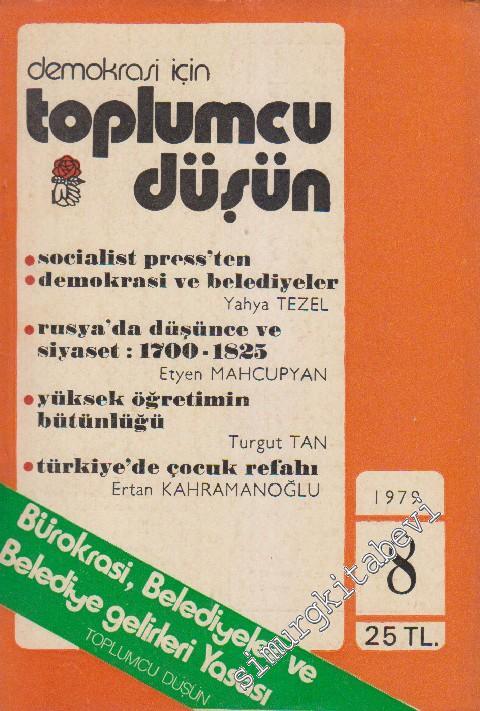 demokrasi için
toplumcu
düşün
socialist press'ten
demokrasi ve belediyeler
Yahya TEZEL
rusya'da düşünce ve
siyaset : 1700-1825
Etyen MAHCUPYAN
yüksek öğretimin
bütünlüğü
Turgut TAN
türkiye'de çocuk refahı
Ertan KAHRAMANOĞLU
Bürokrasi, Belediyeler ve
Belediye gelirleri Yasası
TOPLUMCU DÜŞÜN
1979
8
25 TL.
simurgkitabevi